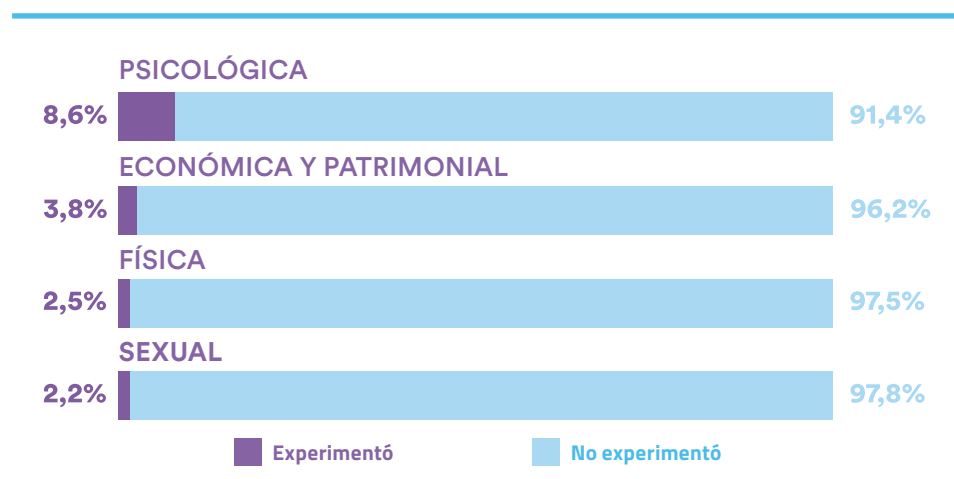 PSICOLÓGICA
8,6% 91,4%
ECONÓMICA Y PATRIMONIAL
3,8% 96,2%
FÍSICA
2,5% 97,5%
SEXUAL
2,2% 97,8%
Experimentó No experimentó